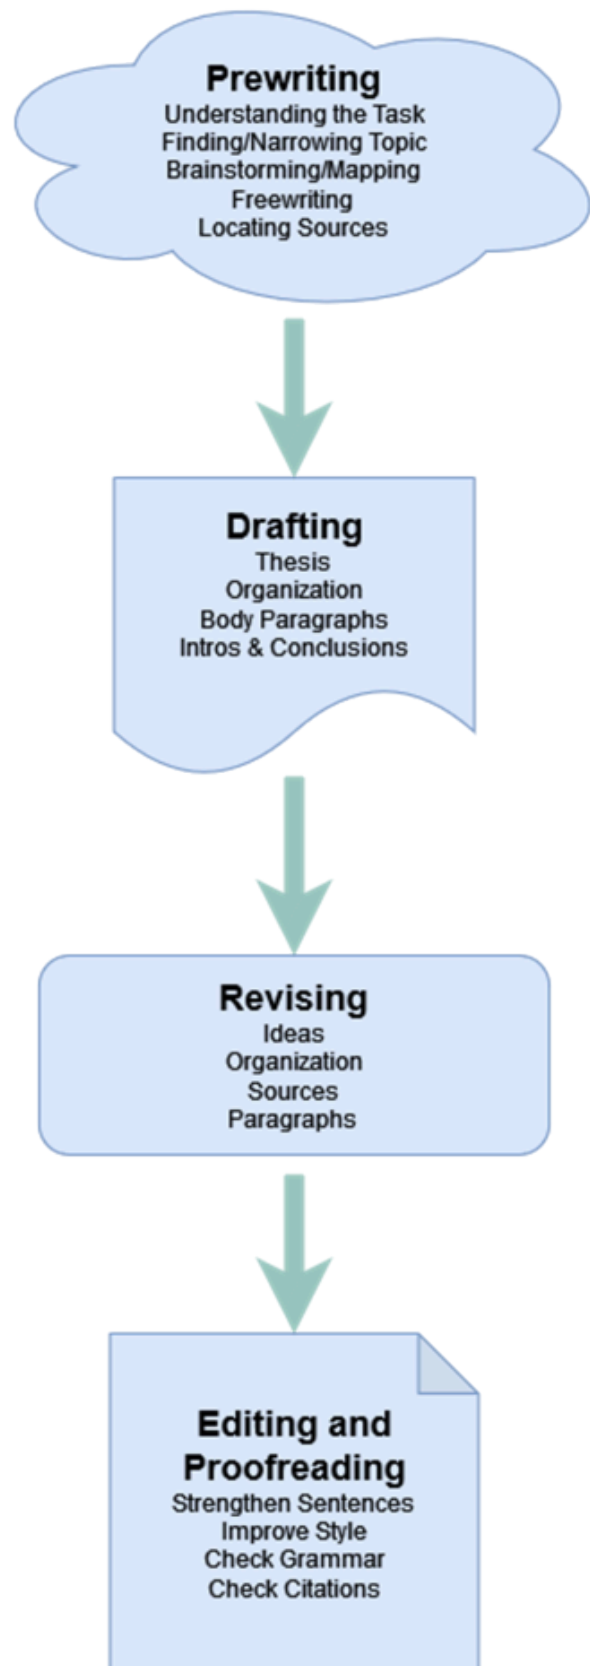 Prewriting
Understanding the Task
Finding/Narrowing Topic
Brainstorming/Mapping
Freewriting
Locating Sources
Drafting
Thesis
Organization
Body Paragraphs
Intros & Conclusions
Revising
Ideas
Organization
Sources
Paragraphs
Editing and
Proofreading
Strengthen Sentences
Improve Style
Check Grammar
Check Citations